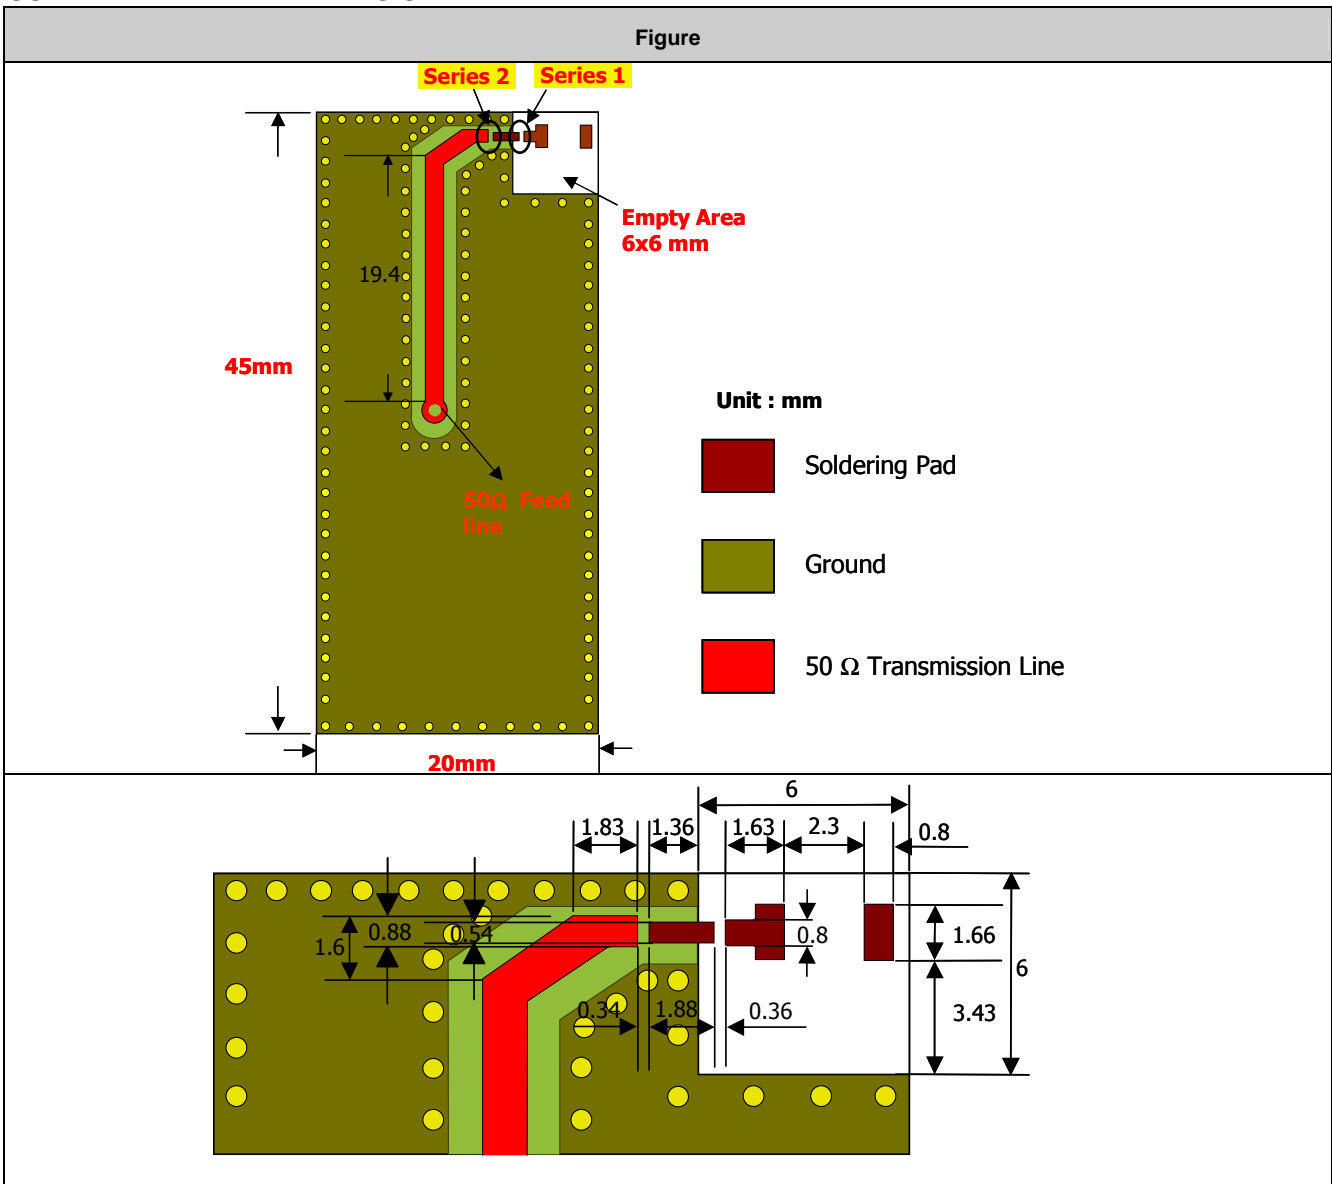 Figure
Series 2 Series 1
Empty Area
6x6 mm
19.4
45mm
Unit : mm
Soldering Pad
50Ω Feed
line
Ground
50 Ω Transmission Line
20mm
6
1.83 1.36 1.63 2.3 0.8
0.88 0.54 0.8 1.66
1.6
6
0.34 1.88 0.36 3.43